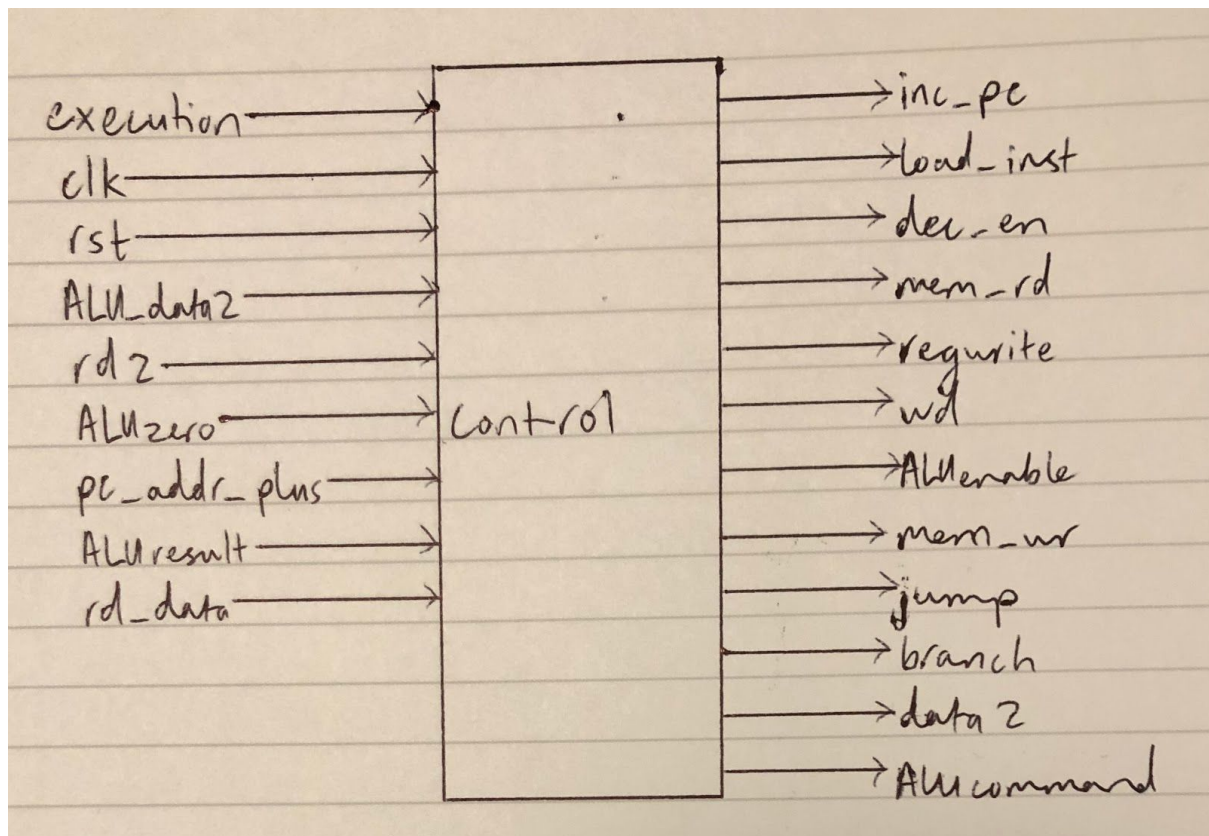 execution
clk
rst
ALU_data2
rd2
ALUzero
pc_addr_plus
ALUresult
rd_data
control
inc_pc
load_inst
dec_en
mem_rd
regwrite
wd
ALUenable
mem_wr
jump
branch
data2
ALUcommand